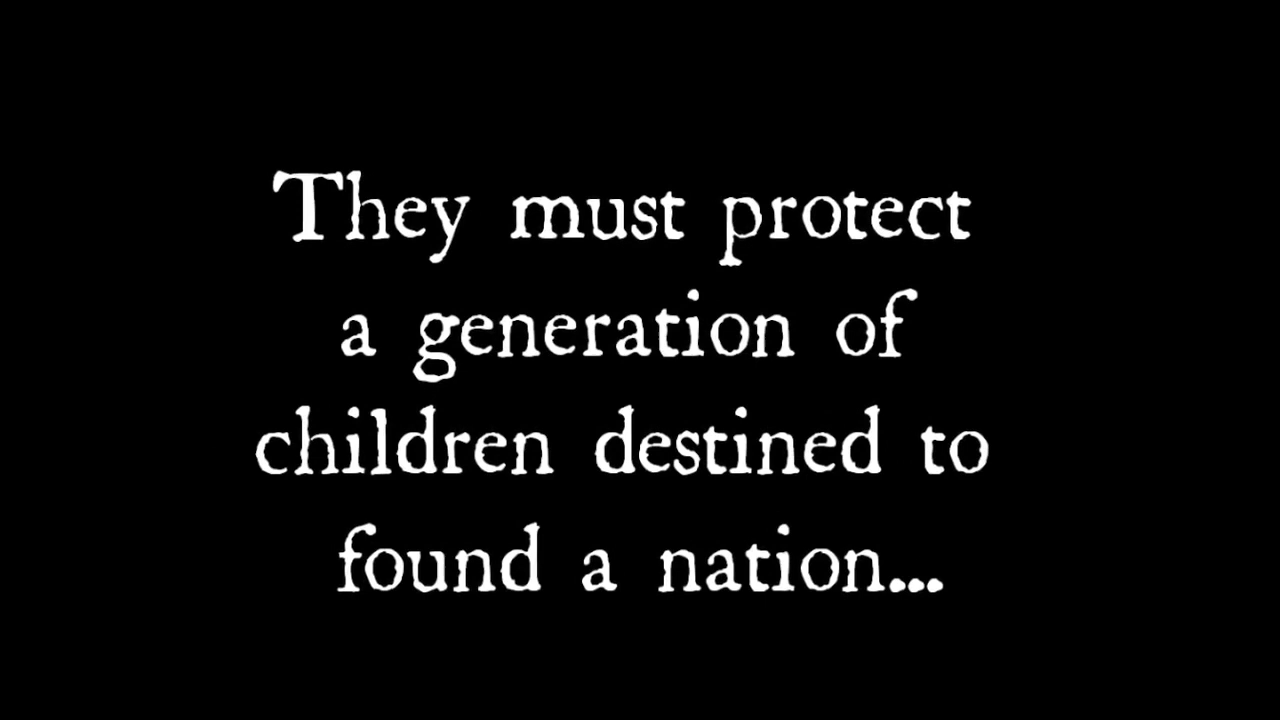 They must protect
a generation of
children destined to
found a nation...